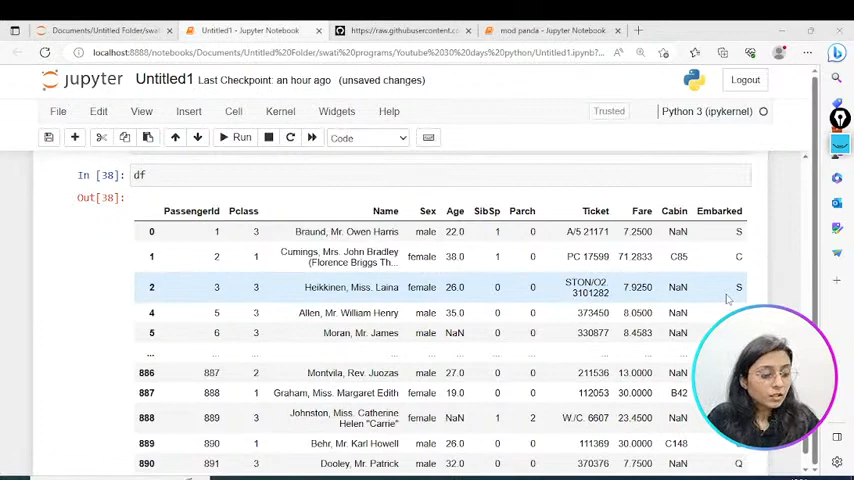 Documents/Untitled Folder/swat
Untitled1 - Jupyter Notebook
https://raw.githubusercontent.c
mod panda - Jupyter Notebook
localhost:8888/notebooks/Documents/Untitled%20Folder/swati%20programs/Youtube%2030%20days%20python/Untitled1.ipynb?...
jupyter Untitled1 Last Checkpoint: an hour ago (unsaved changes) Logout
File Edit View Insert Cell Kernel Widgets Help Trusted Python 3 (ipykernel)
Run Code
In [38]: df
Out[38]:
PassengerId Pclass Name Sex Age SibSp Parch Ticket Fare Cabin Embarked
0 1 3 Braund, Mr. Owen Harris male 22.0 1 0 A/5 21171 7.2500 NaN S
1 2 1 Cumings, Mrs. John Bradley (Florence Briggs Th... female 38.0 1 0 PC 17599 71.2833 C85 C
2 3 3 Heikkinen, Miss. Laina female 26.0 0 0 STON/O2. 3101282 7.9250 NaN S
4 5 3 Allen, Mr. William Henry male 35.0 0 0 373450 8.0500 NaN
5 6 3 Moran, Mr. James male NaN 0 0 330877 8.4583 NaN
... ... ... ... ... ... ... ... ... ... ...
886 887 2 Montvila, Rev. Juozas male 27.0 0 0 211536 13.0000 NaN
887 888 1 Graham, Miss. Margaret Edith female 19.0 0 0 112053 30.0000 B42
888 889 3 Johnston, Miss. Catherine Helen "Carrie" female NaN 1 2 W./C. 6607 23.4500 NaN
889 890 1 Behr, Mr. Karl Howell male 26.0 0 0 111369 30.0000 C148
890 891 3 Dooley, Mr. Patrick male 32.0 0 0 370376 7.7500 NaN Q